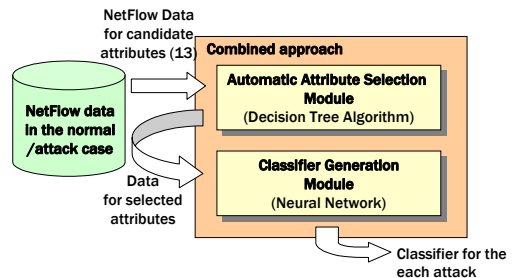 NetFlow Data
for candidate
attributes (13)
Combined approach
Automatic Attribute Selection
Module
(Decision Tree Algorithm)
NetFlow data
in the normal
/attack case
Classifier Generation
Module
(Neural Network)
Data
for selected
attributes
Classifier for the
each attack